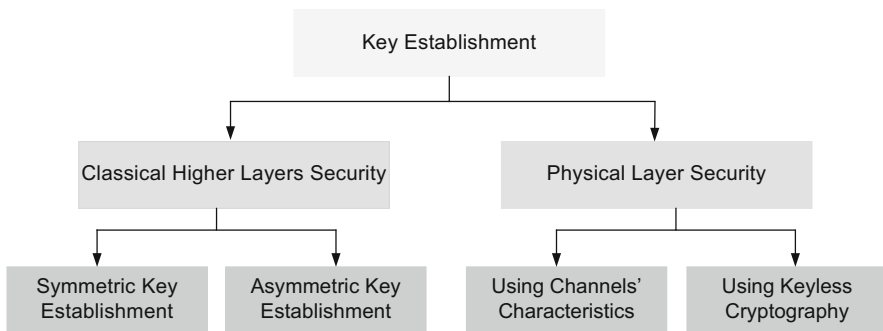 Key Establishment
Classical Higher Layers Security
Physical Layer Security
Symmetric Key
Establishment
Asymmetric Key
Establishment
Using Channels’
Characteristics
Using Keyless
Cryptography